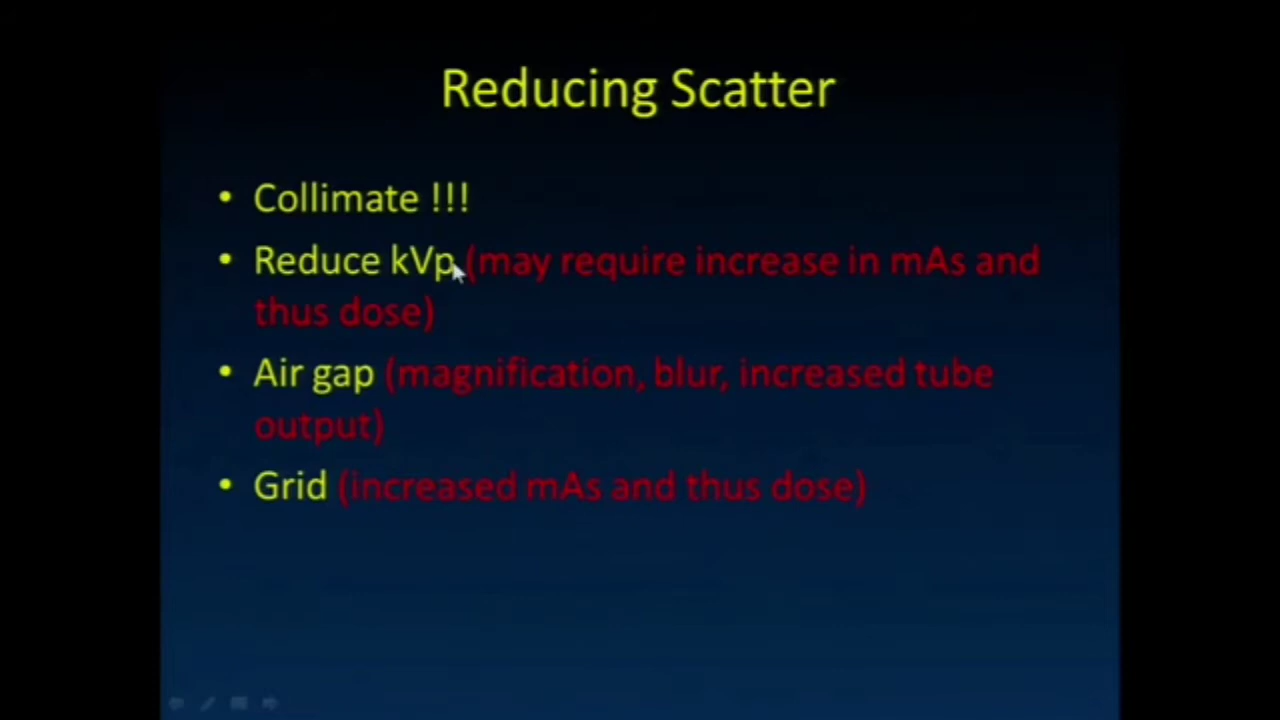 Reducing Scatter
• Collimate !!!
• Reduce kVp (may require increase in mAs and
thus dose)
• Air gap (magnification, blur, increased tube
output)
• Grid (increased mAs and thus dose)